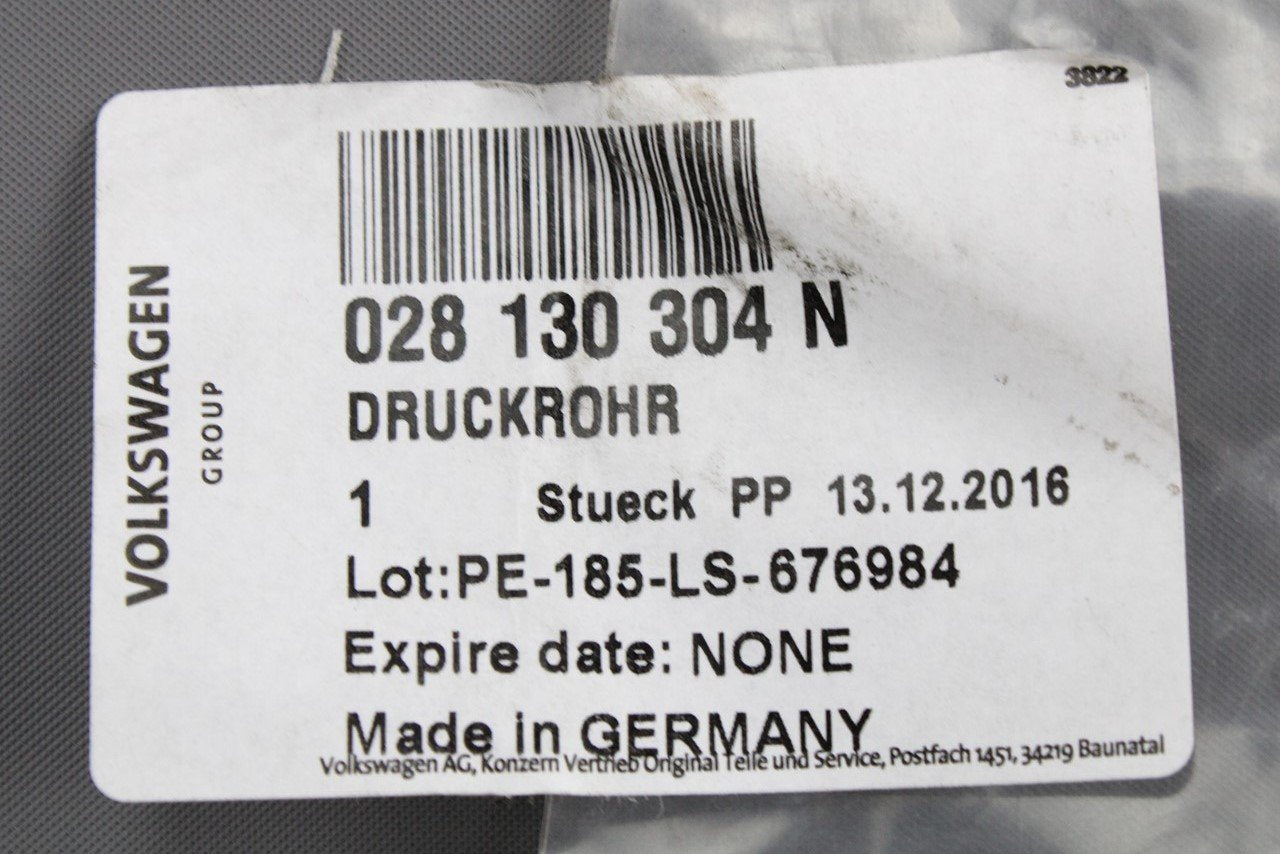 3822
VOLKSWAGEN
GROUP
028 130 304 N
DRUCKROHR
1 Stueck PP 13.12.2016
Lot:PE-185-LS-676984
Expire date: NONE
Made in GERMANY
Volkswagen AG, Konzern Vertrieb Original Teile und Service, Postfach 1451, 34219 Baunatal